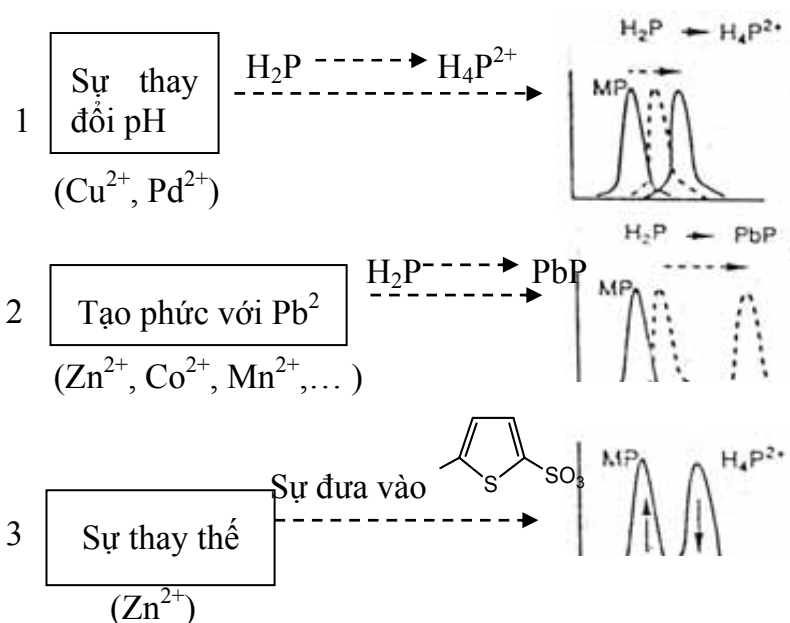 1
Sự thay
đổi pH
(Cu²⁺, Pd²⁺)
H₂P H₄P²⁺
H₂P H₄P²⁺
MP
2
Tạo phức với Pb²
(Zn²⁺, Co²⁺, Mn²⁺,… )
H₂P PbP
H₂P PbP
MP
3
Sự thay thế
(Zn²⁺)
Sự đưa vào
S SO₃
MP H₄P²⁺